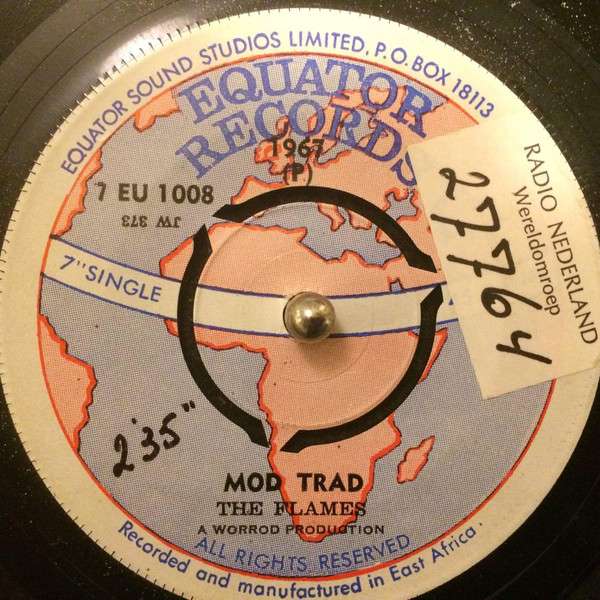 EQUATOR SOUND STUDIOS LIMITED, P.O. BOX 18113
EQUATOR
RECORDS
1967
(P)
7 EU 1008
JW 373
7" SINGLE
RADIO NEDERLAND
Wereldomroep
27764
2'35"
MOD TRAD
THE FLAMES
A WORROD PRODUCTION
ALL RIGHTS RESERVED
Recorded and manufactured in East Africa.